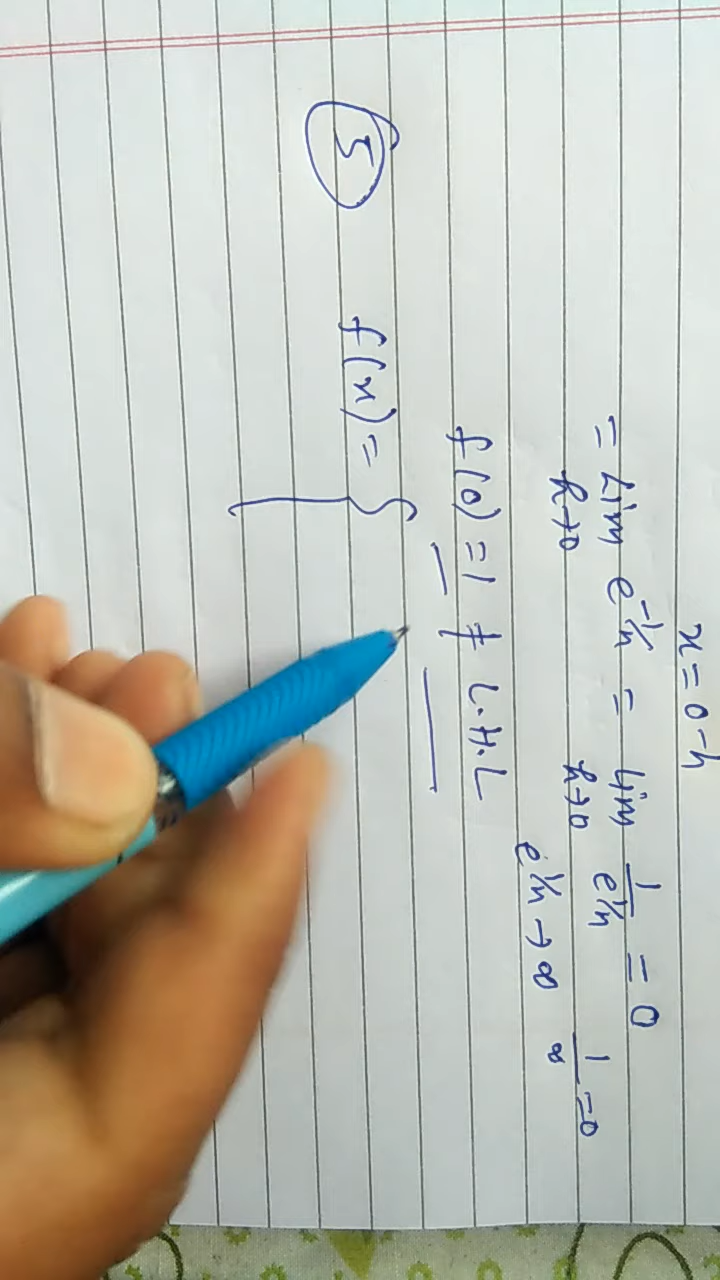 x = 0-h
= Lim e^{-1/h} = Lim 1/e^{1/h} = 0
h→0 h→0 e^{1/h} → ∞ 1/∞ = 0
f(0) = 1 ≠ L.H.L
⑤ f(x) = {